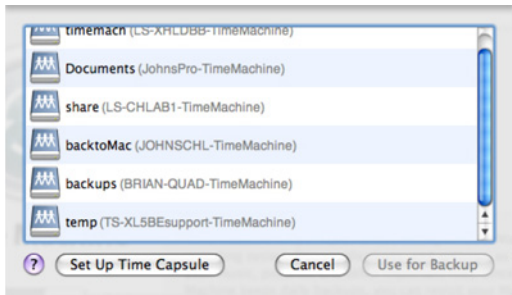 timemach (LS-XHLDBB-TimeMachine)
Documents (JohnsPro-TimeMachine)
share (LS-CHLAB1-TimeMachine)
backtoMac (JOHNSCHL-TimeMachine)
backups (BRIAN-QUAD-TimeMachine)
temp (TS-XL5BEsupport-TimeMachine)
? Set Up Time Capsule Cancel Use for Backup